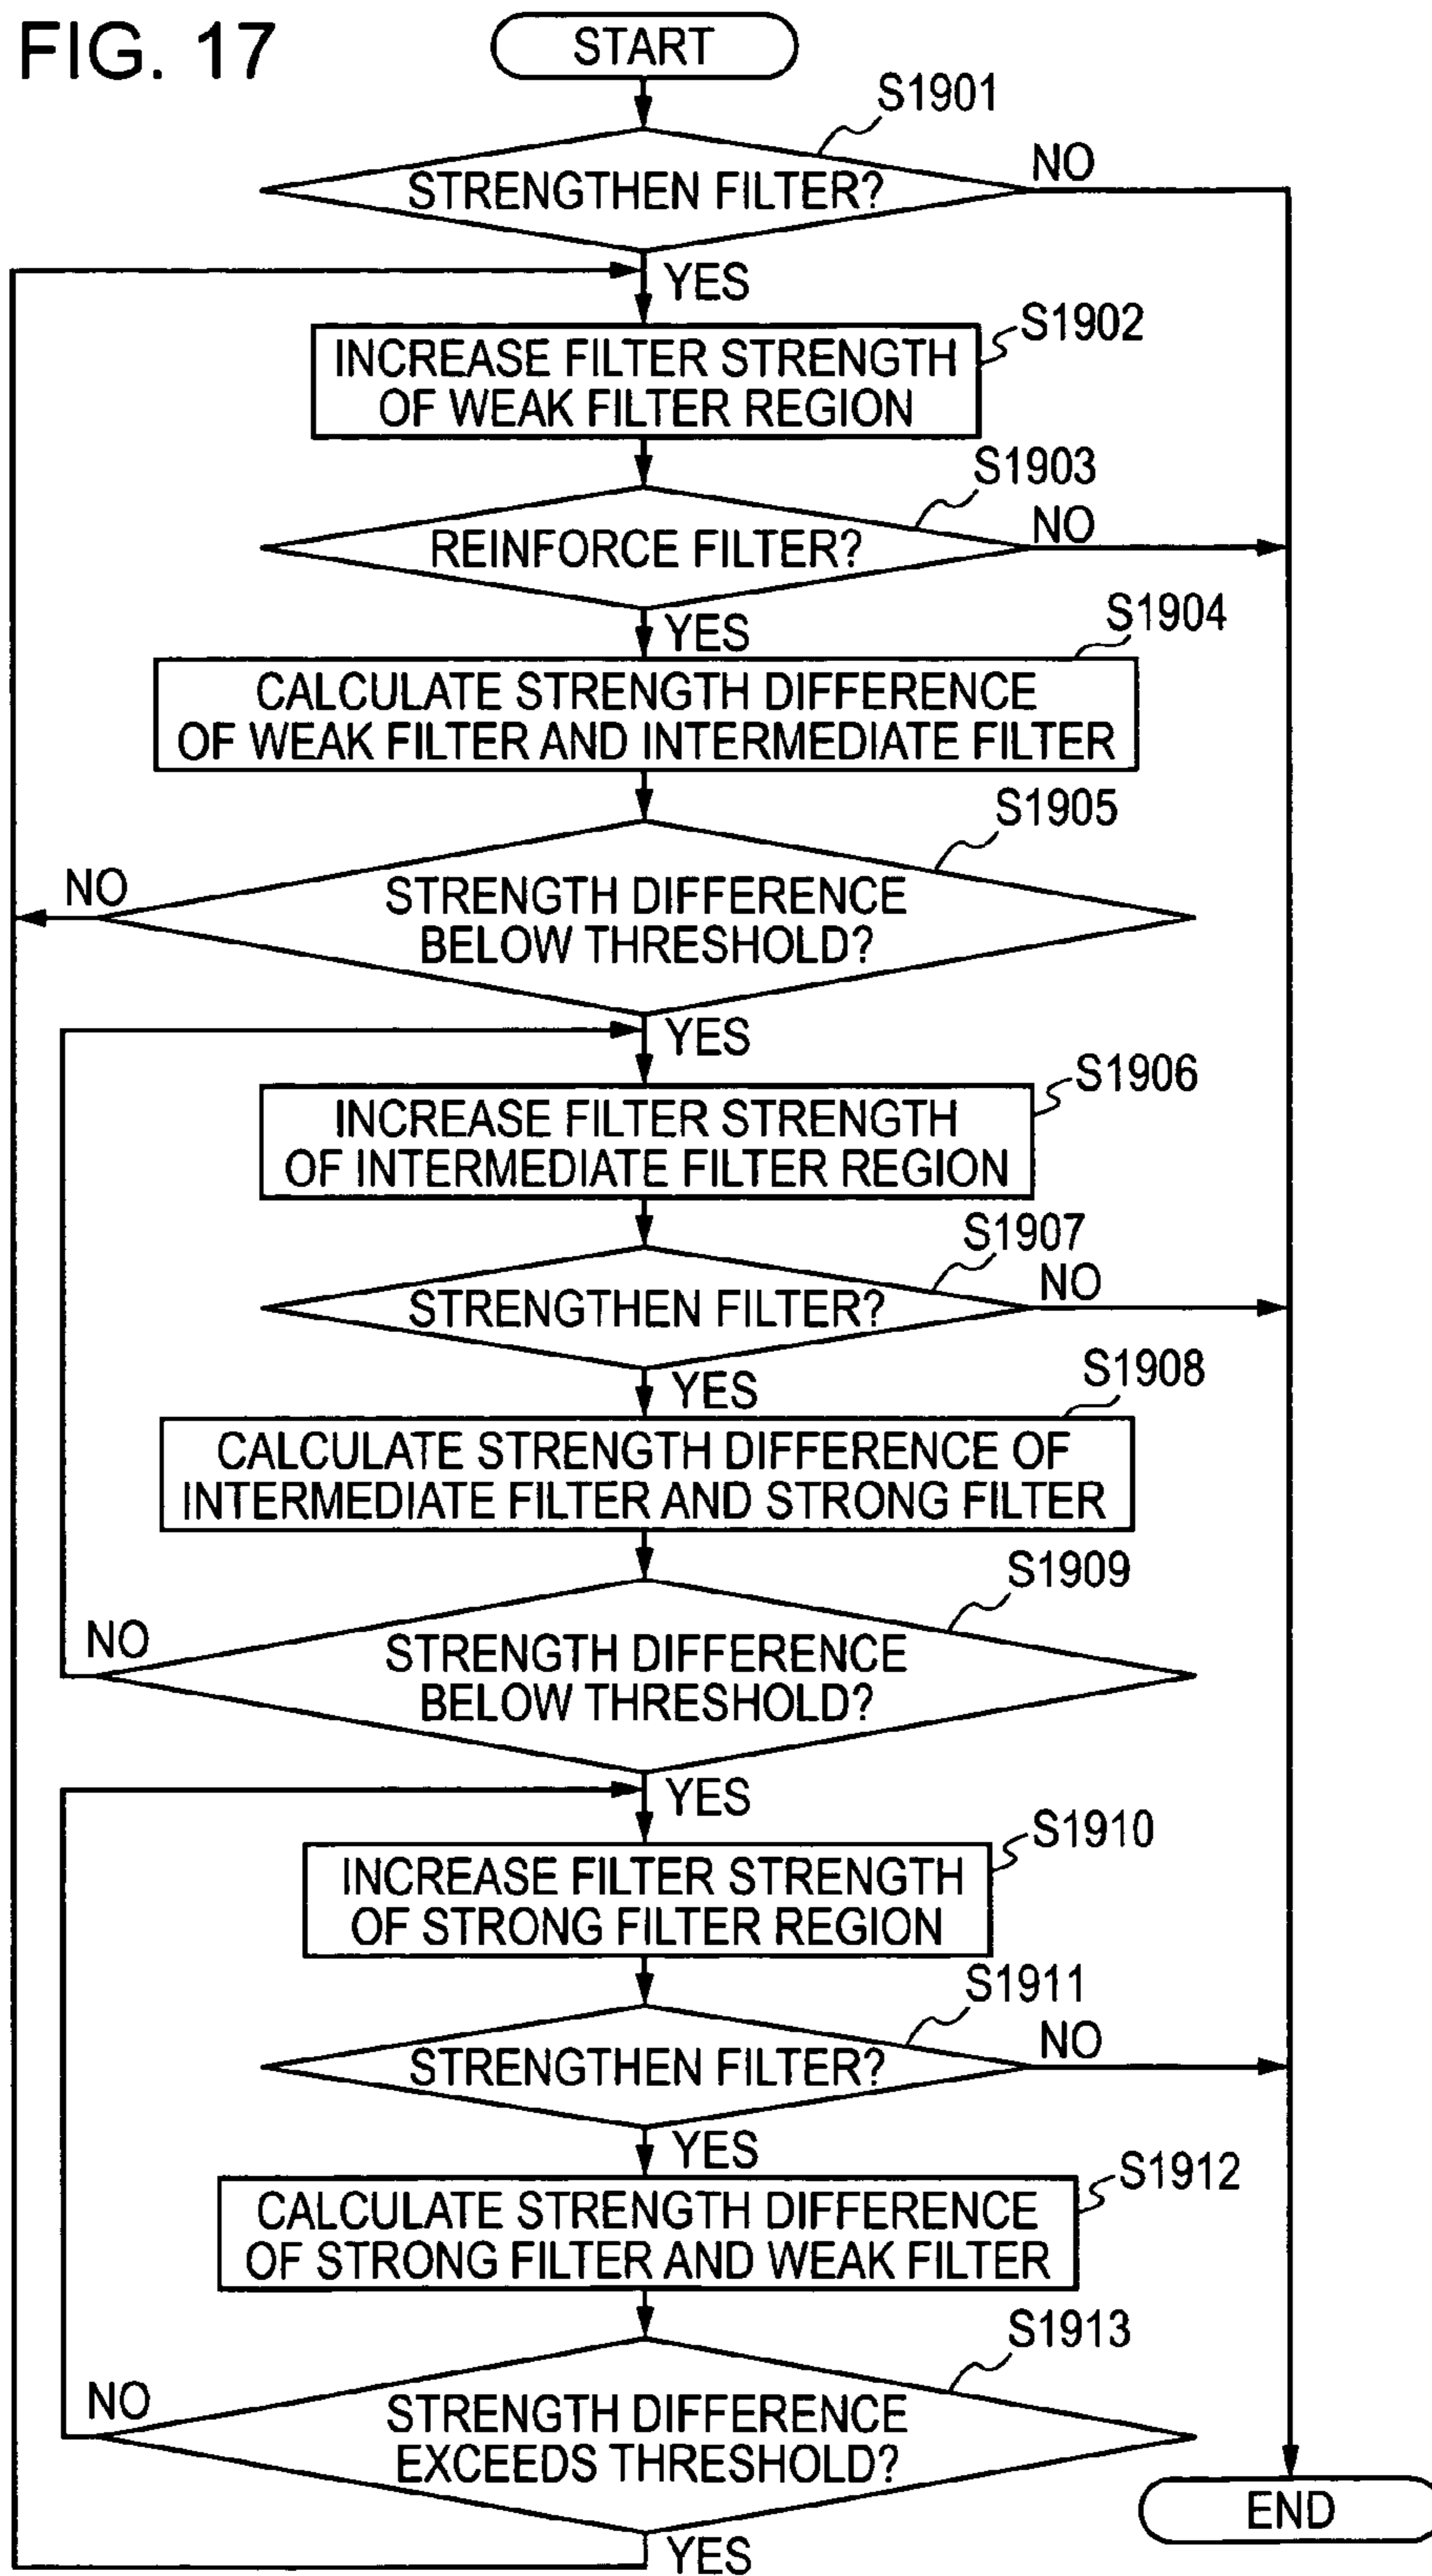 FIG. 17
START
S1901
STRENGTHEN FILTER?
NO
YES
S1902
INCREASE FILTER STRENGTH
OF WEAK FILTER REGION
S1903
REINFORCE FILTER?
NO
YES
S1904
CALCULATE STRENGTH DIFFERENCE
OF WEAK FILTER AND INTERMEDIATE FILTER
S1905
NO
STRENGTH DIFFERENCE
BELOW THRESHOLD?
YES
S1906
INCREASE FILTER STRENGTH
OF INTERMEDIATE FILTER REGION
S1907
STRENGTHEN FILTER?
NO
YES
S1908
CALCULATE STRENGTH DIFFERENCE OF
INTERMEDIATE FILTER AND STRONG FILTER
S1909
NO
STRENGTH DIFFERENCE
BELOW THRESHOLD?
YES
S1910
INCREASE FILTER STRENGTH
OF STRONG FILTER REGION
S1911
STRENGTHEN FILTER?
NO
YES
S1912
CALCULATE STRENGTH DIFFERENCE
OF STRONG FILTER AND WEAK FILTER
S1913
NO
STRENGTH DIFFERENCE
EXCEEDS THRESHOLD?
YES
END